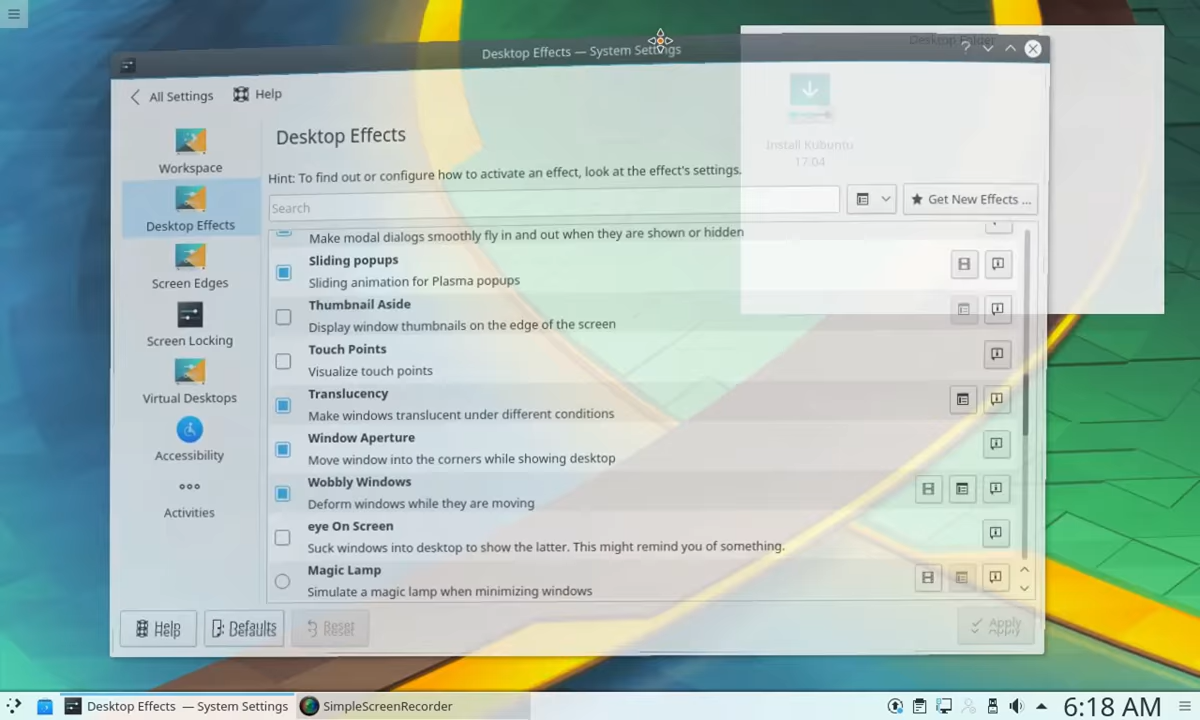 Desktop Folder
Desktop Effects — System Settings
All Settings
Help
Install Kubuntu
17.04
Workspace
Desktop Effects
Screen Edges
Screen Locking
Virtual Desktops
Accessibility
Activities
Desktop Effects
Hint: To find out or configure how to activate an effect, look at the effect's settings.
Search
Get New Effects ...
Make modal dialogs smoothly fly in and out when they are shown or hidden
Sliding popups
Sliding animation for Plasma popups
Thumbnail Aside
Display window thumbnails on the edge of the screen
Touch Points
Visualize touch points
Translucency
Make windows translucent under different conditions
Window Aperture
Move window into the corners while showing desktop
Wobbly Windows
Deform windows while they are moving
eye On Screen
Suck windows into desktop to show the latter. This might remind you of something.
Magic Lamp
Simulate a magic lamp when minimizing windows
Help
Defaults
Reset
Apply
Desktop Effects — System Settings
SimpleScreenRecorder
6:18 AM